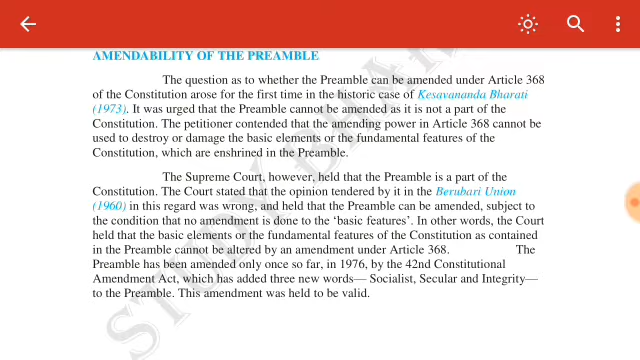 AMENDABILITY OF THE PREAMBLE
The question as to whether the Preamble can be amended under Article 368
of the Constitution arose for the first time in the historic case of Kesavananda Bharati
(1973). It was urged that the Preamble cannot be amended as it is not a part of the
Constitution. The petitioner contended that the amending power in Article 368 cannot be
used to destroy or damage the basic elements or the fundamental features of the
Constitution, which are enshrined in the Preamble.
The Supreme Court, however, held that the Preamble is a part of the
Constitution. The Court stated that the opinion tendered by it in the Berubari Union
(1960) in this regard was wrong, and held that the Preamble can be amended, subject to
the condition that no amendment is done to the ‘basic features’. In other words, the Court
held that the basic elements or the fundamental features of the Constitution as contained
in the Preamble cannot be altered by an amendment under Article 368. The
Preamble has been amended only once so far, in 1976, by the 42nd Constitutional
Amendment Act, which has added three new words— Socialist, Secular and Integrity—
to the Preamble. This amendment was held to be valid.
STUDY